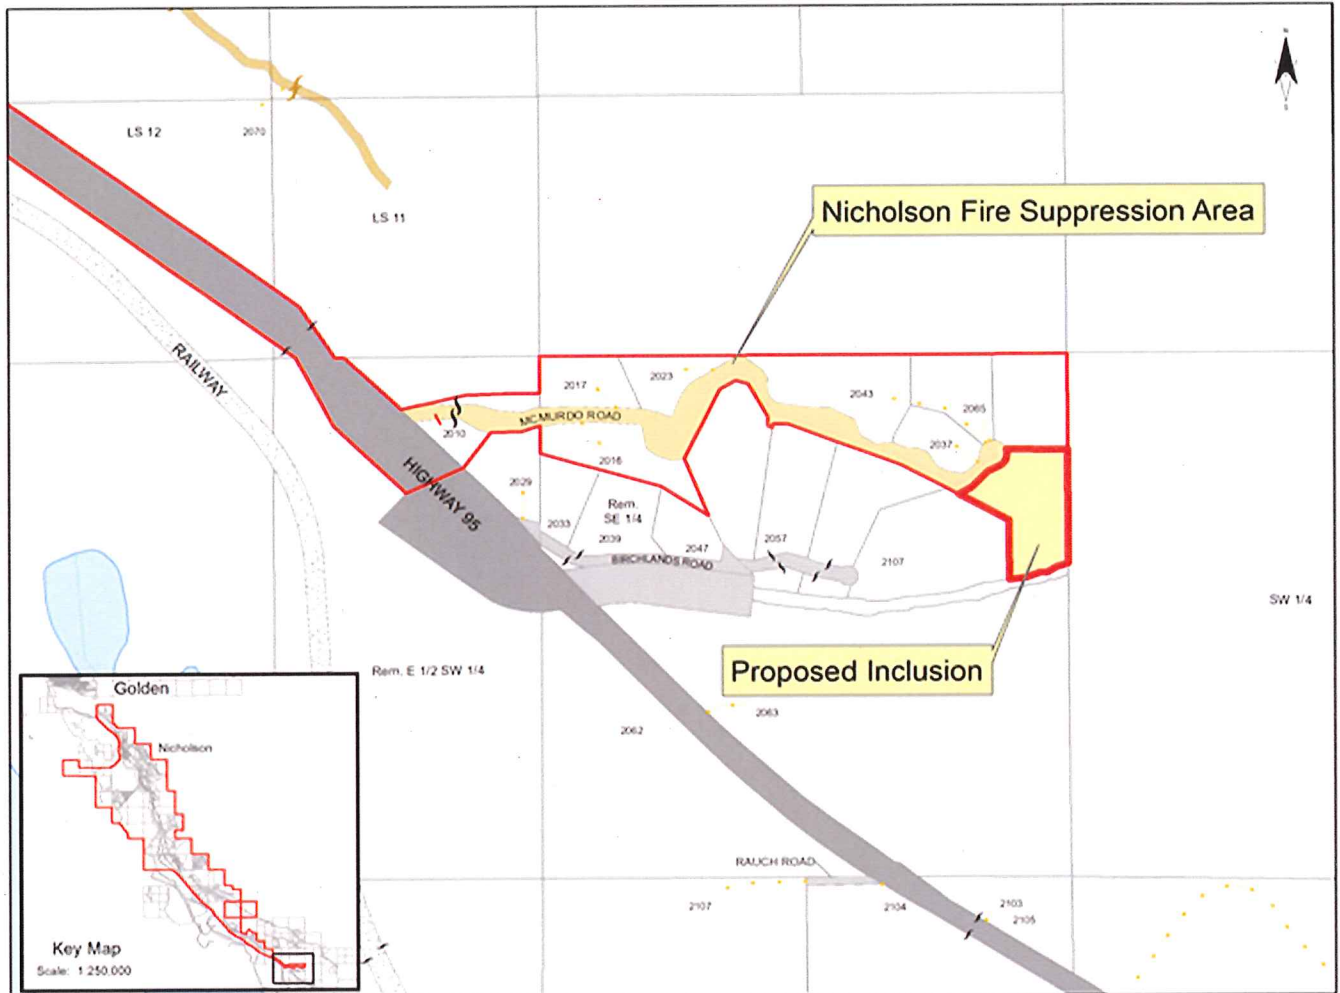 N
S
LS 12
2070
LS 11
Nicholson Fire Suppression Area
RAILWAY
2017
2023
2043
2065
MCMURDO ROAD
2010
2037
2016
HIGHWAY 95
2029
Rem.
SE 1/4
2033
2039
2047
2057
2107
BIRCHLANDS ROAD
SW 1/4
Rem. E 1/2 SW 1/4
Proposed Inclusion
2063
2062
Golden
Nicholson
Key Map
Scale: 1:250,000
RAUCH ROAD
2107
2104
2103
2105